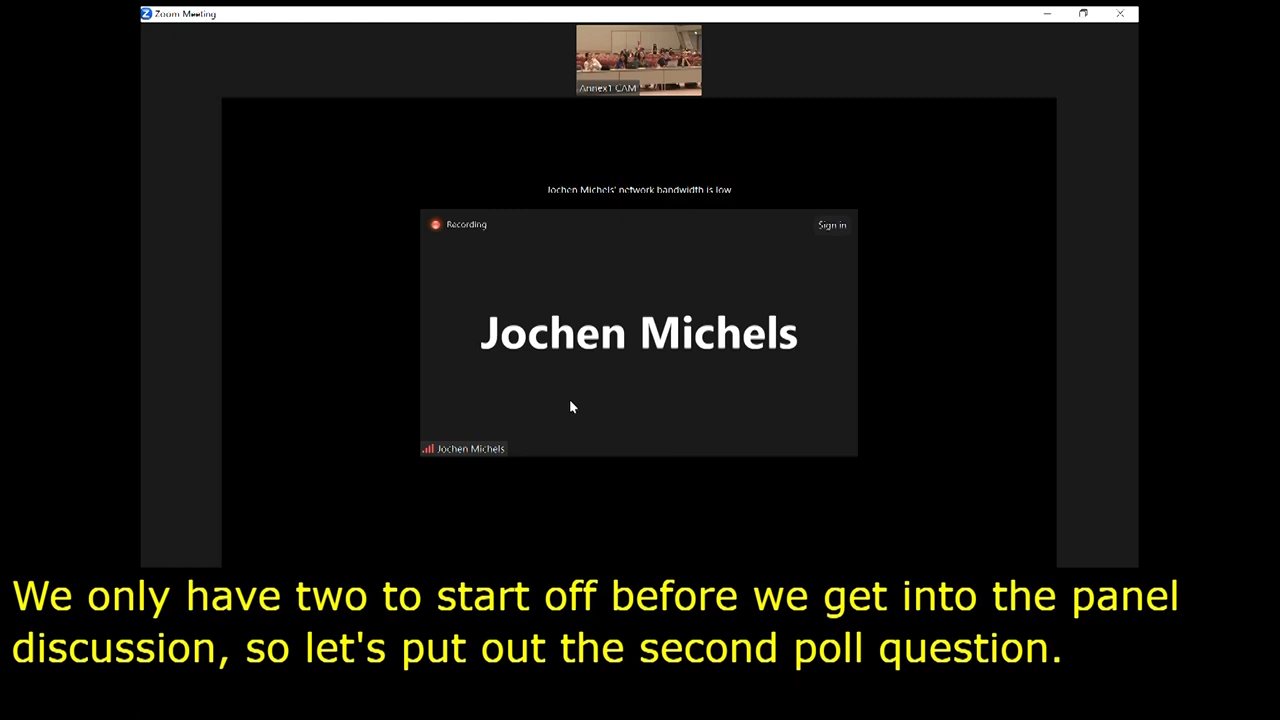 Zoom Meeting
Annex1 CAM
Jochen Michels' network bandwidth is low
Recording
Sign in
Jochen Michels
Jochen Michels
We only have two to start off before we get into the panel
discussion, so let's put out the second poll question.